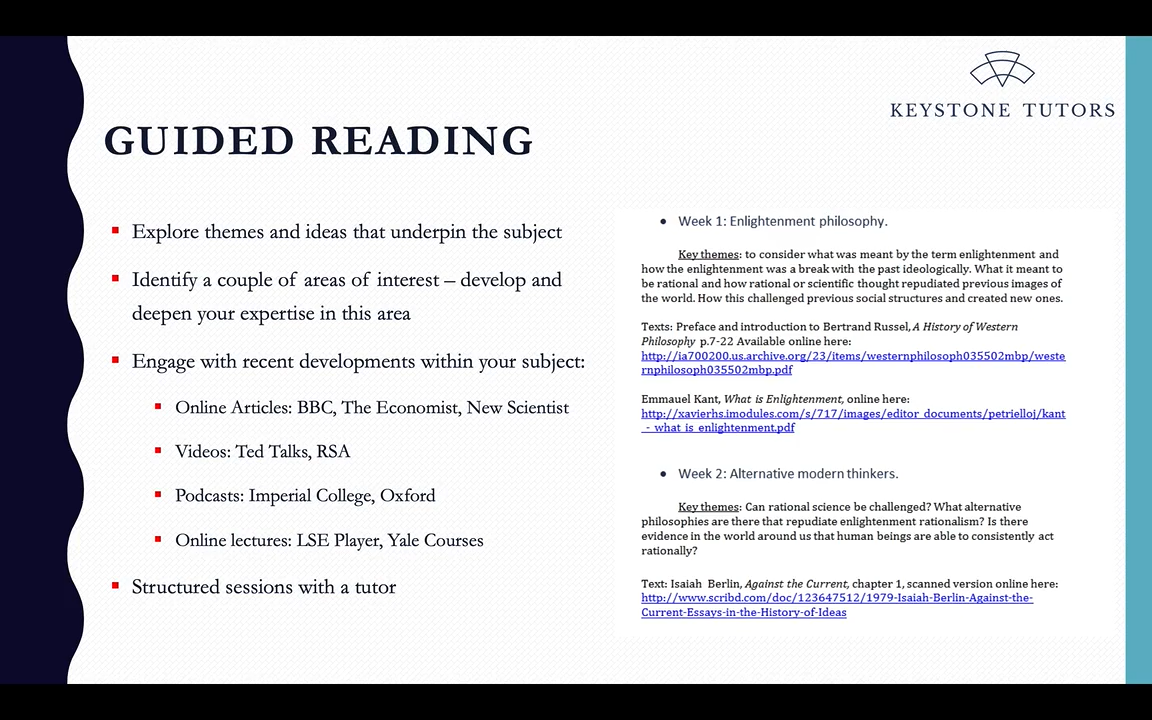 KEYSTONE TUTORS
GUIDED READING
Explore themes and ideas that underpin the subject
Identify a couple of areas of interest – develop and
deepen your expertise in this area
Engage with recent developments within your subject:
Online Articles: BBC, The Economist, New Scientist
Videos: Ted Talks, RSA
Podcasts: Imperial College, Oxford
Online lectures: LSE Player, Yale Courses
Structured sessions with a tutor
Week 1: Enlightenment philosophy.
Key themes: to consider what was meant by the term enlightenment and
how the enlightenment was a break with the past ideologically. What it meant to
be rational and how rational or scientific thought repudiated previous images of
the world. How this challenged previous social structures and created new ones.
Texts: Preface and introduction to Bertrand Russel, A History of Western
Philosophy p.7-22 Available online here:
http://ia700200.us.archive.org/23/items/westernphilosoph035502mbp/weste
rnphilosoph035502mbp.pdf
Emmauel Kant, What is Enlightenment, online here:
http://xavierhs.imodules.com/s/717/images/editor_documents/petrielloj/kant
_-_what_is_enlightenment.pdf
Week 2: Alternative modern thinkers.
Key themes: Can rational science be challenged? What alternative
philosophies are there that repudiate enlightenment rationalism? Is there
evidence in the world around us that human beings are able to consistently act
rationally?
Text: Isaiah Berlin, Against the Current, chapter 1, scanned version online here:
http://www.scribd.com/doc/123647512/1979-Isaiah-Berlin-Against-the-
Current-Essays-in-the-History-of-Ideas